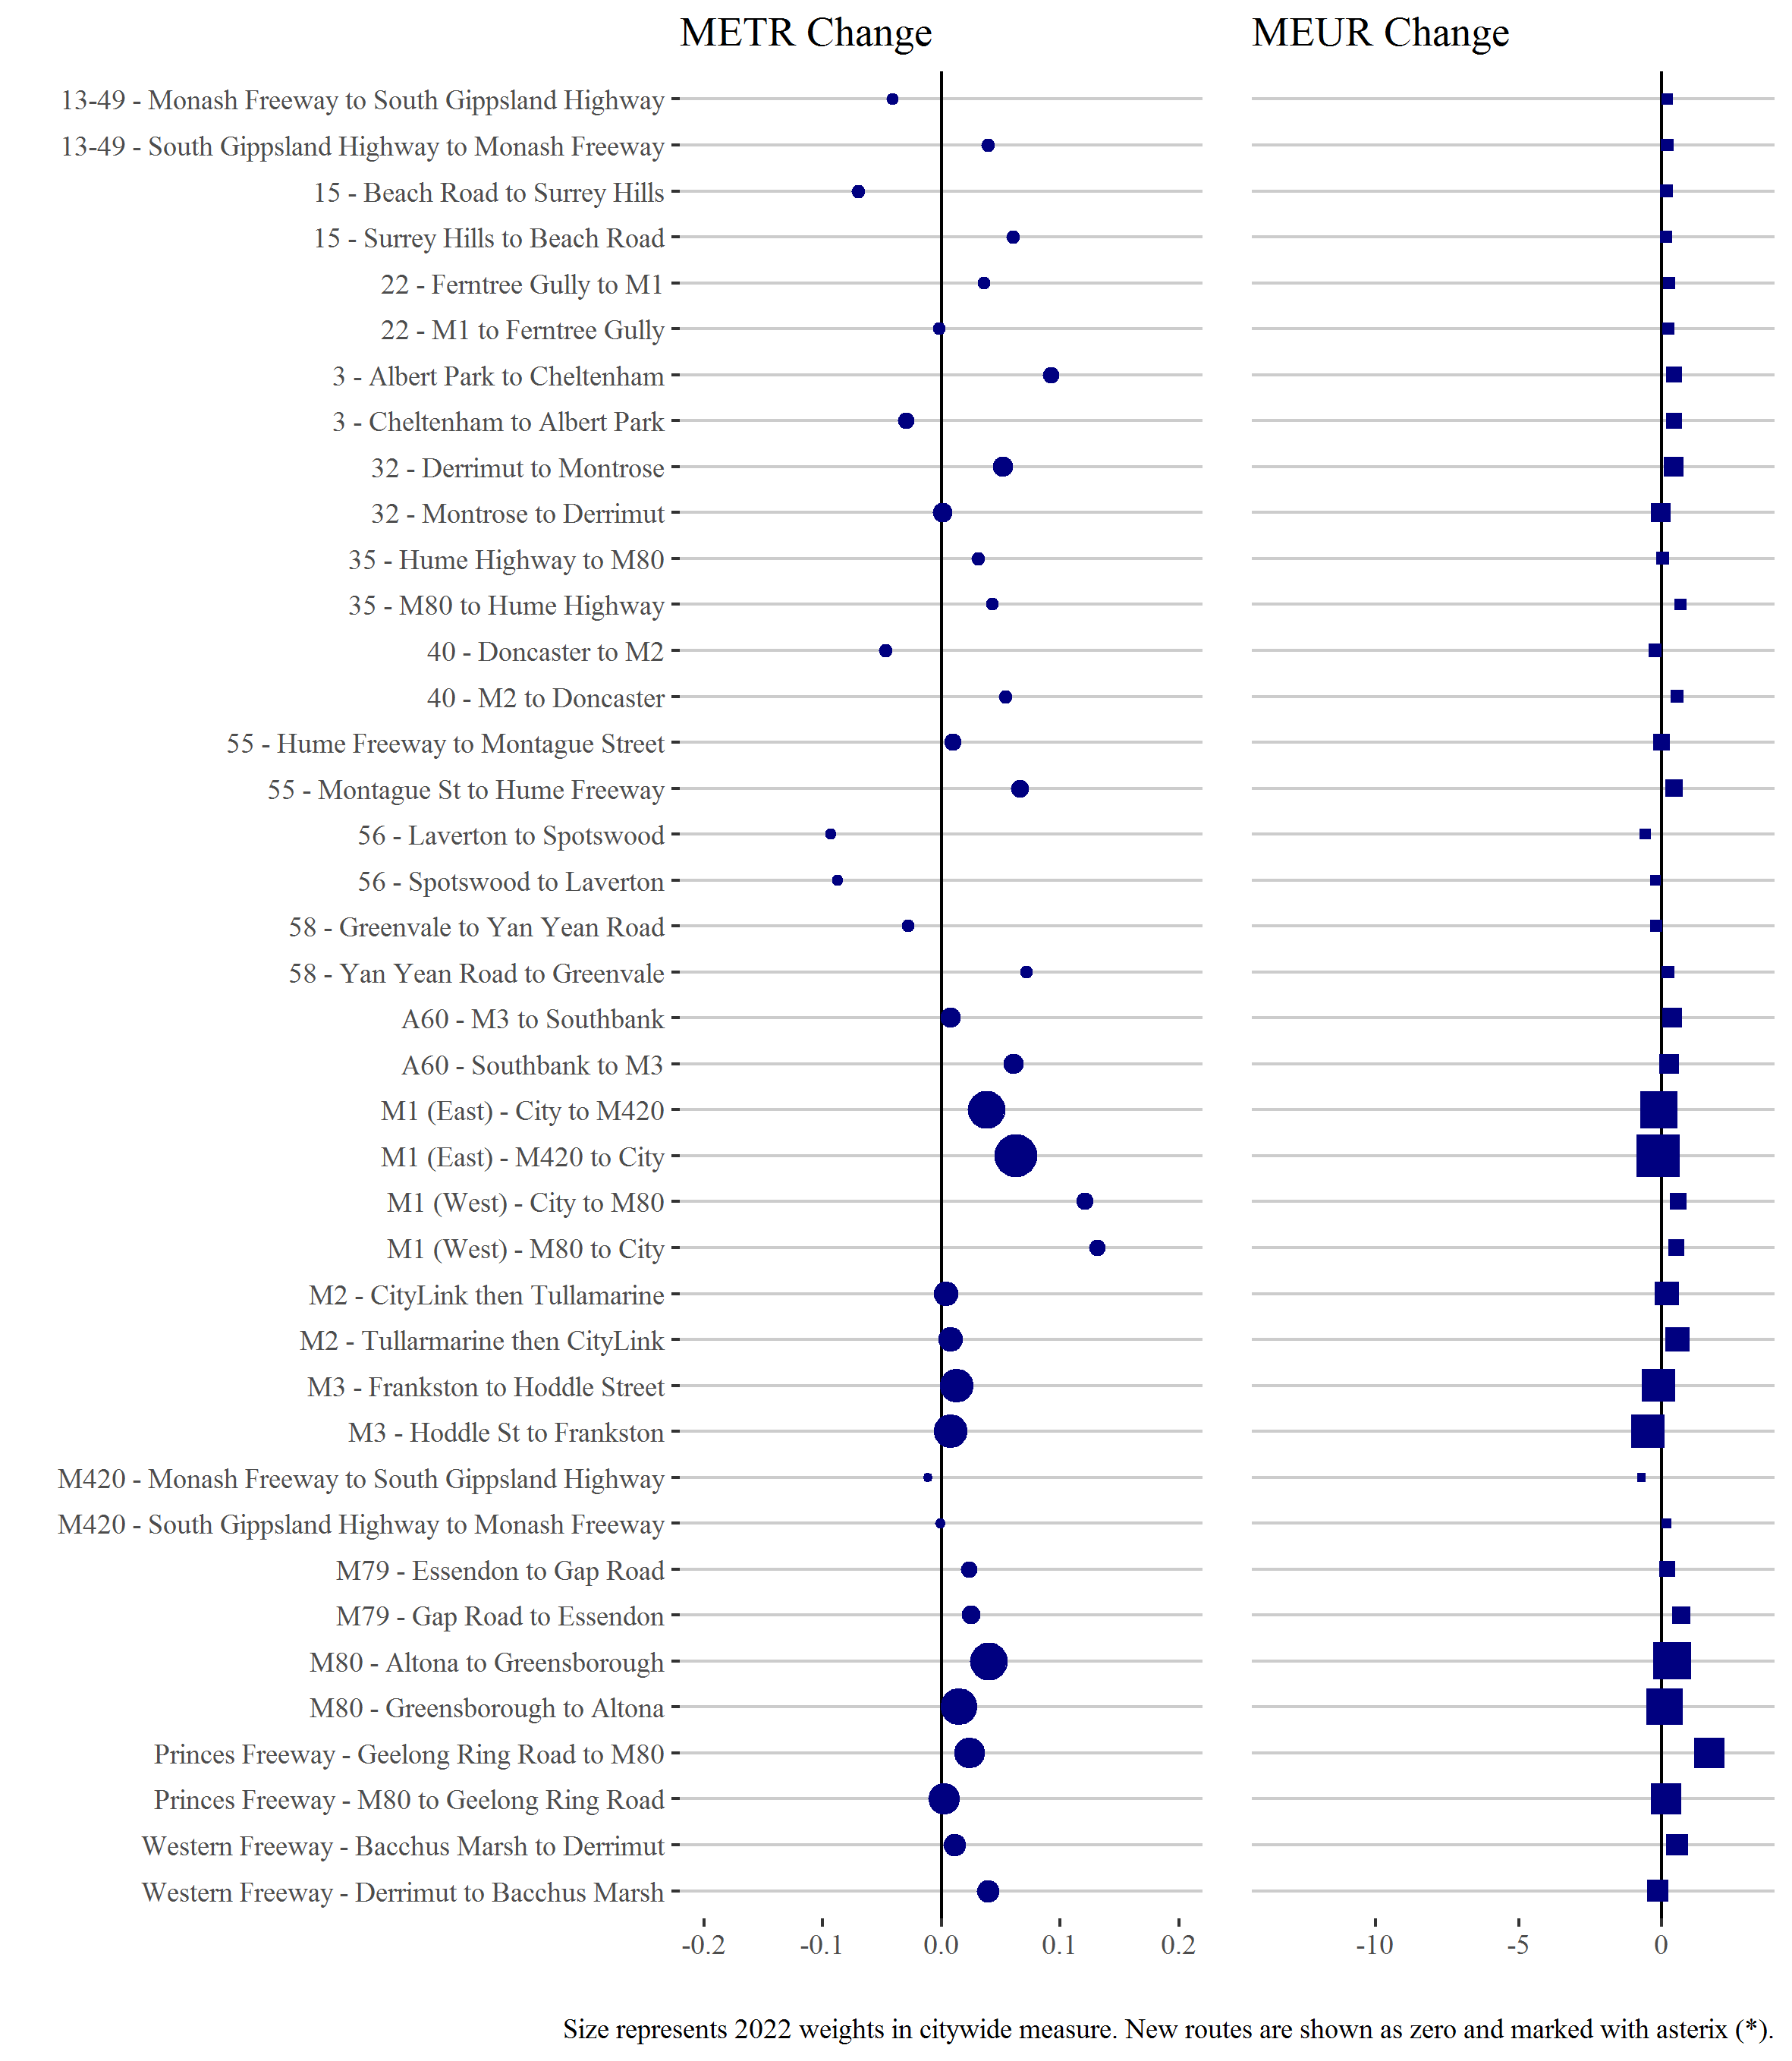 METR Change
MEUR Change
13-49 - Monash Freeway to South Gippsland Highway
13-49 - South Gippsland Highway to Monash Freeway
15 - Beach Road to Surrey Hills
15 - Surrey Hills to Beach Road
22 - Ferntree Gully to M1
22 - M1 to Ferntree Gully
3 - Albert Park to Cheltenham
3 - Cheltenham to Albert Park
32 - Derrimut to Montrose
32 - Montrose to Derrimut
35 - Hume Highway to M80
35 - M80 to Hume Highway
40 - Doncaster to M2
40 - M2 to Doncaster
55 - Hume Freeway to Montague Street
55 - Montague St to Hume Freeway
56 - Laverton to Spotswood
56 - Spotswood to Laverton
58 - Greenvale to Yan Yean Road
58 - Yan Yean Road to Greenvale
A60 - M3 to Southbank
A60 - Southbank to M3
M1 (East) - City to M420
M1 (East) - M420 to City
M1 (West) - City to M80
M1 (West) - M80 to City
M2 - CityLink then Tullamarine
M2 - Tullarmarine then CityLink
M3 - Frankston to Hoddle Street
M3 - Hoddle St to Frankston
M420 - Monash Freeway to South Gippsland Highway
M420 - South Gippsland Highway to Monash Freeway
M79 - Essendon to Gap Road
M79 - Gap Road to Essendon
M80 - Altona to Greensborough
M80 - Greensborough to Altona
Princes Freeway - Geelong Ring Road to M80
Princes Freeway - M80 to Geelong Ring Road
Western Freeway - Bacchus Marsh to Derrimut
Western Freeway - Derrimut to Bacchus Marsh
-0.2 -0.1 0.0 0.1 0.2
-10 -5 0
Size represents 2022 weights in citywide measure. New routes are shown as zero and marked with asterix (*).